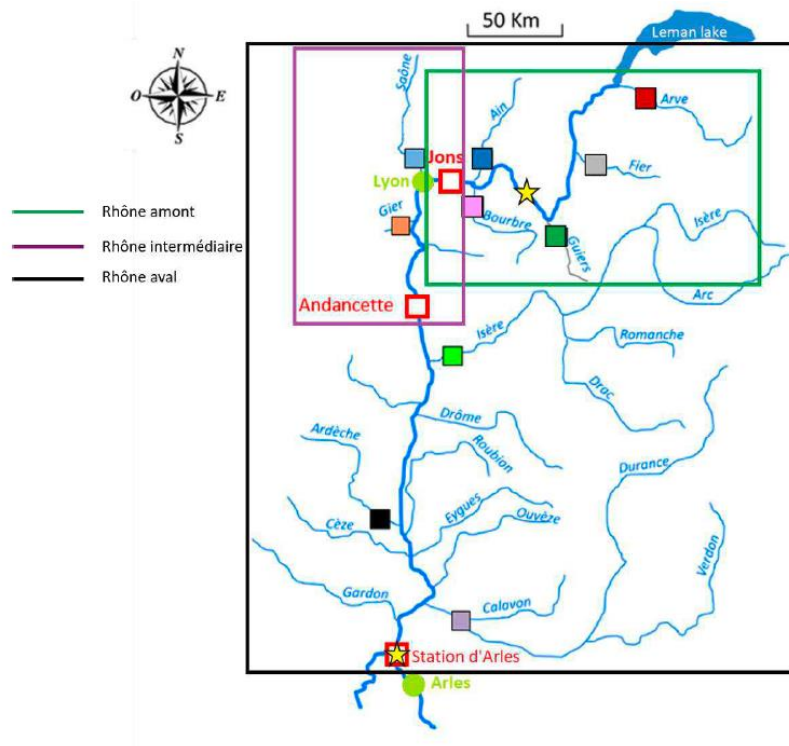 50 Km
Leman lake
N
O
E
S
Saône
Ain
Arve
Jons
Fier
Lyon
Rhône amont
Gier
Bourbre
Guiers
Isère
Rhône intermédiaire
Rhône aval
Arc
Andancette
Isère
Romanche
Drac
Drôme
Ardèche
Roubion
Durance
Eygues
Ouvèze
Cèze
Verdon
Gardon
Calavon
Station d'Arles
Arles